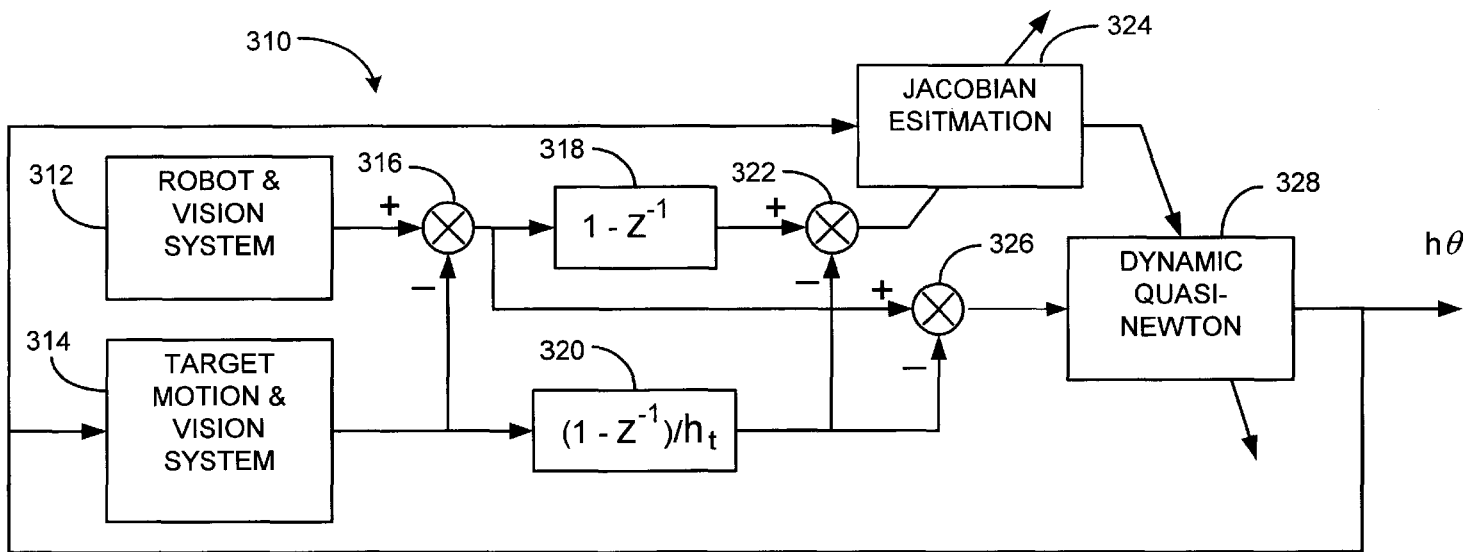 310
324
JACOBIAN
ESITMATION
312
ROBOT &
VISION
SYSTEM
+
316
−
318
1 - Z⁻¹
322
+
−
326
+
−
328
DYNAMIC
QUASI-
NEWTON
hθ
314
TARGET
MOTION &
VISION
SYSTEM
320
(1 - Z⁻¹)/hₜ